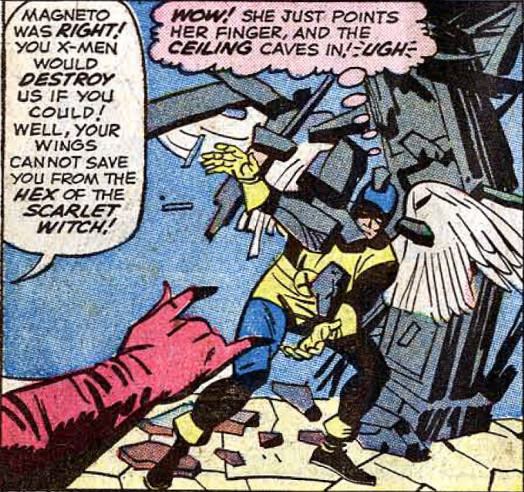 MAGNETO
WAS RIGHT!
YOU X-MEN
WOULD
DESTROY
US IF YOU
COULD!
WELL, YOUR
WINGS
CANNOT SAVE
YOU FROM THE
HEX OF THE
SCARLET
WITCH!
WOW! SHE JUST POINTS
HER FINGER, AND THE
CEILING CAVES IN!-UGH-